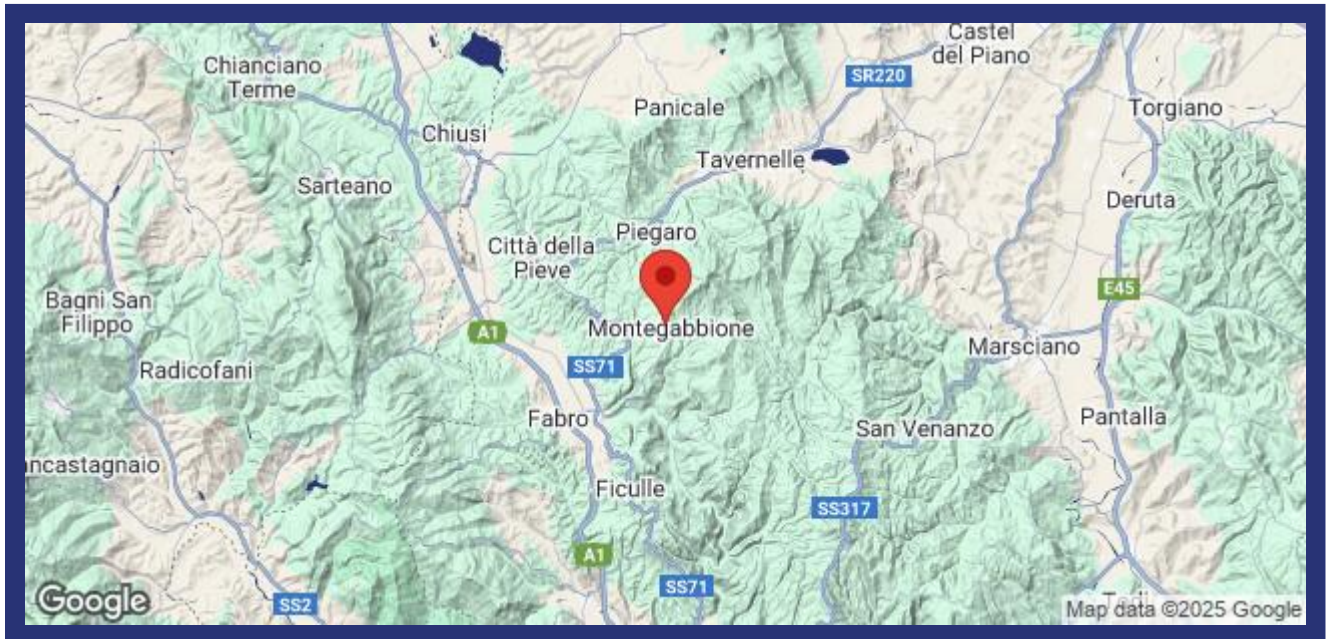 Castel
del Piano
Chianciano
Terme
SR220
Panicale
Torgiano
Chiusi
Tavernelle
Sarteano
Deruta
Piegaro
Città della
Pieve
E45
Bagni San
Filippo
Montegabbione
A1
Marsciano
SS71
Radicofani
Fabro
Pantalla
San Venanzo
ncastagnaio
Ficulle
SS317
A1
SS71
Google
SS2
Todi
Map data ©2025 Google